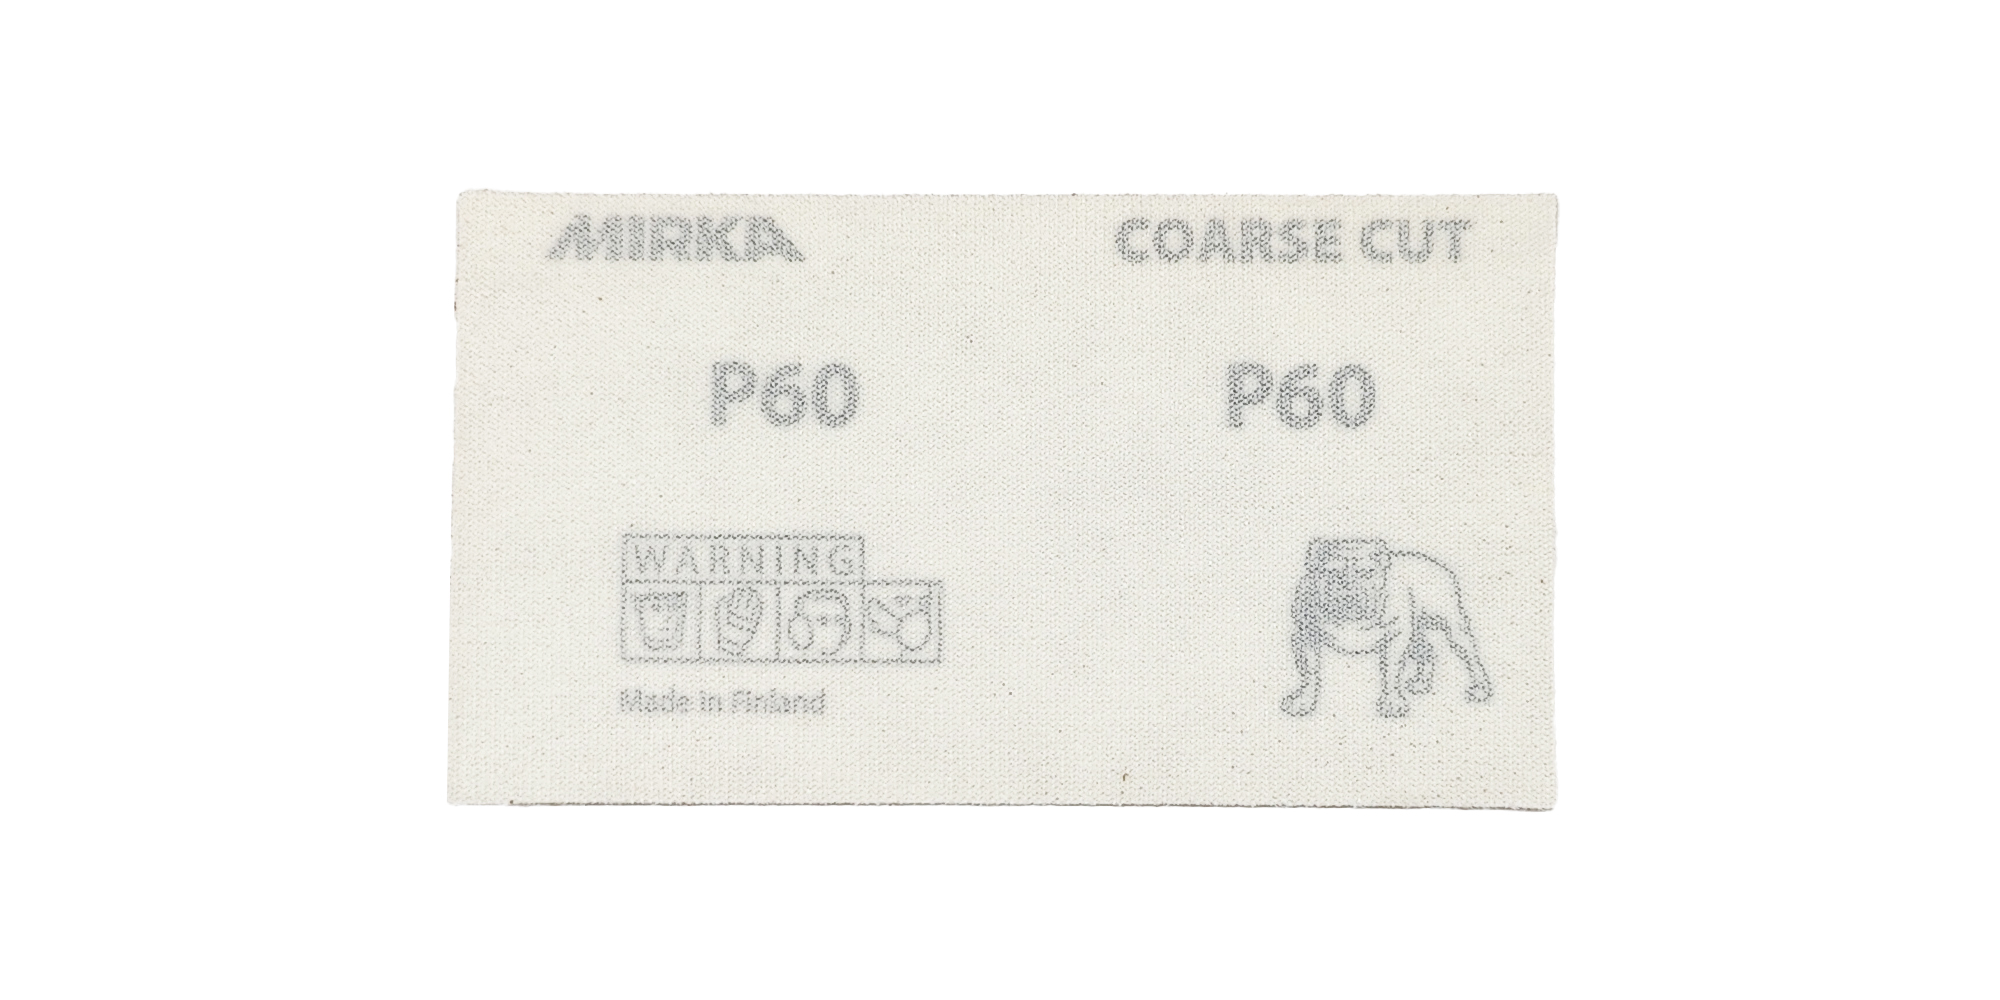 MIRKA COARSE CUT
P60 P60
WARNING
Made in Finland